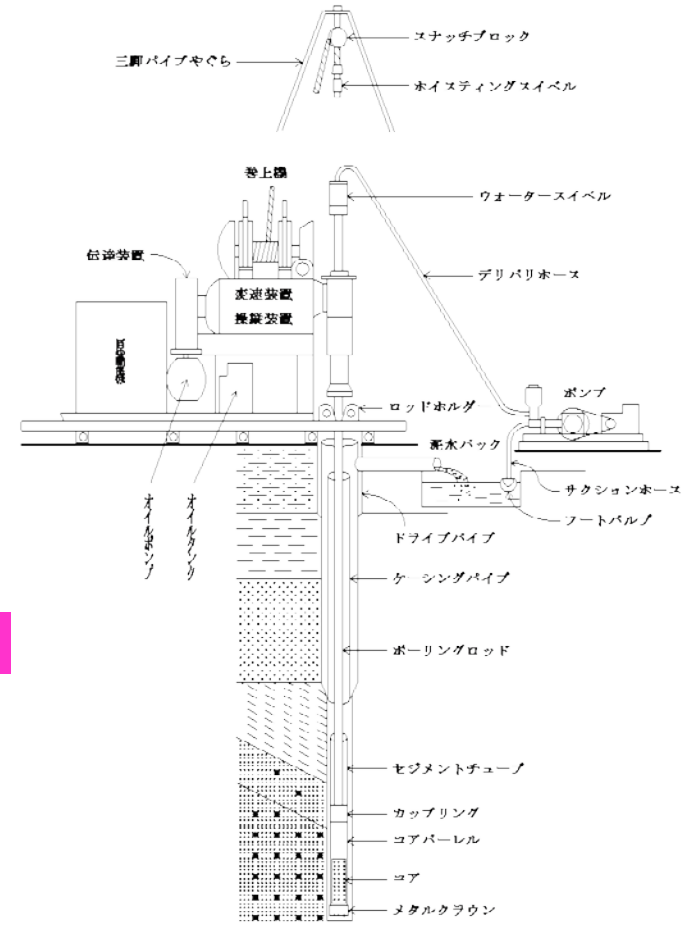 スナッチブロック
三脚パイプやぐら
ホイスティングスイベル
巻上器
ウォータースイベル
伝達装置
デリバリホース
変速装置
操縦装置
ポンプ
ロッドホルダ
サクションホース
フートバルブ
オイルポンプ
オイルタンク
ドライブパイプ
ケーシングパイプ
ボーリングロッド
セジメントチューブ
カップリング
コアバーレル
コア
メタルクラウン